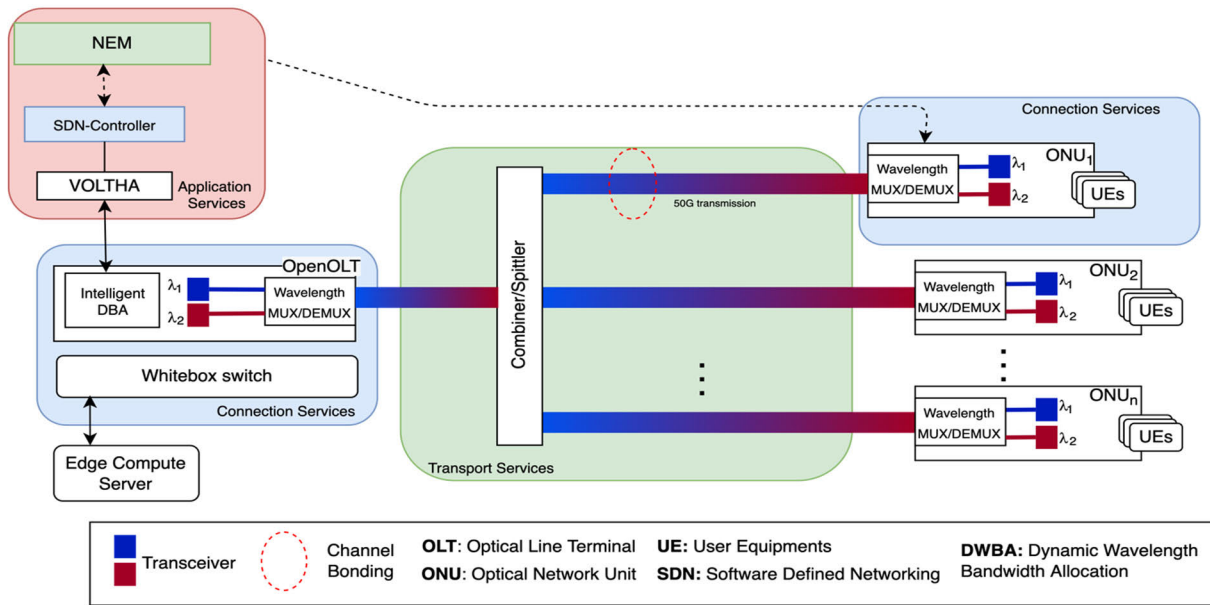 NEM
SDN-Controller
VOLTHA
Application
Services
OpenOLT
Intelligent
DBA
λ1
λ2
Wavelength
MUX/DEMUX
Whitebox switch
Connection Services
Edge Compute
Server
Combiner/Spittler
50G transmission
Transport Services
Connection Services
Wavelength
MUX/DEMUX
λ1
λ2
ONU1
UEs
Wavelength
MUX/DEMUX
λ1
λ2
ONU2
UEs
Wavelength
MUX/DEMUX
λ1
λ2
ONUn
UEs
Transceiver
Channel
Bonding
OLT: Optical Line Terminal
ONU: Optical Network Unit
UE: User Equipments
SDN: Software Defined Networking
DWBA: Dynamic Wavelength
Bandwidth Allocation